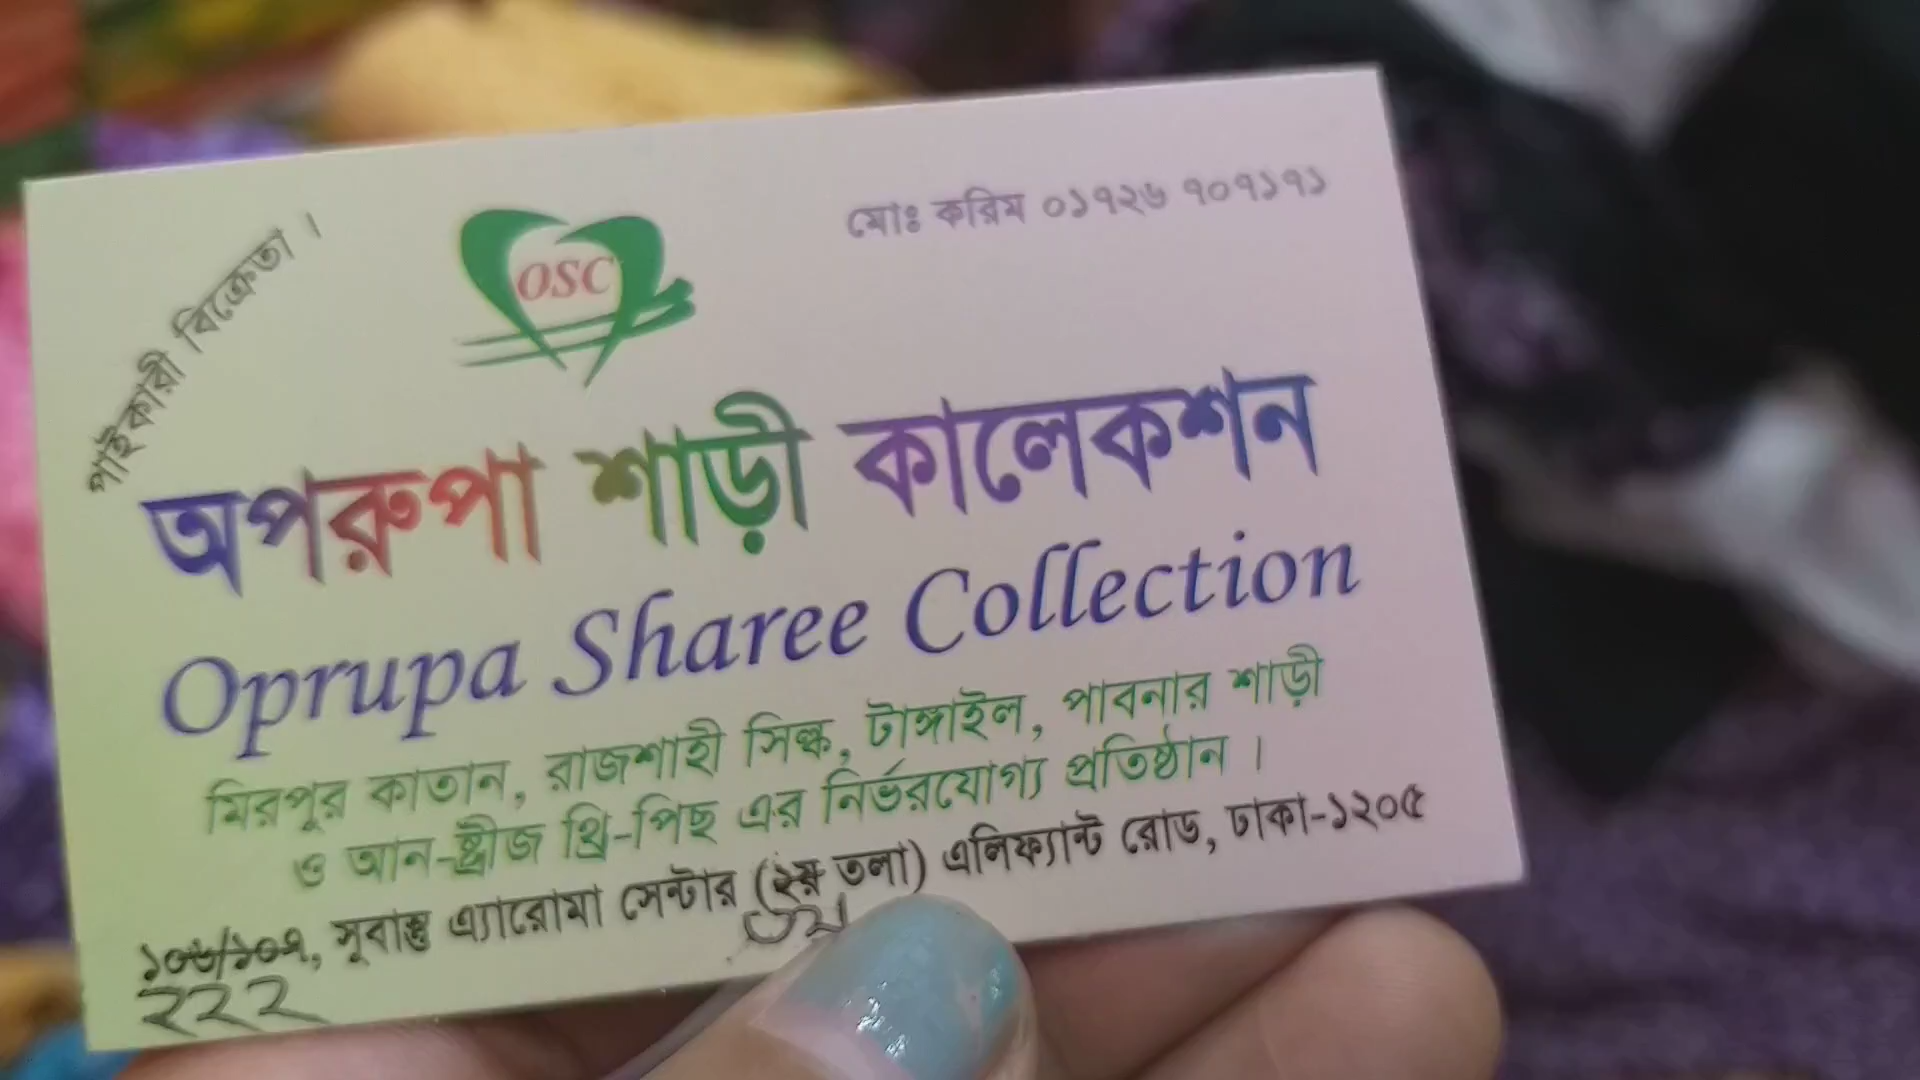 পাইকারী বিক্রেতা ।
OSC
মোঃ করিম ০১৭২৬ ৭০৭১৭১
অপরুপা শাড়ী কালেকশন
Oprupa Sharee Collection
মিরপুর কাতান, রাজশাহী সিল্ক, টাঙ্গাইল, পাবনার শাড়ী
ও আন-ষ্ট্রীজ থ্রি-পিছ এর নির্ভরযোগ্য প্রতিষ্ঠান ।
১০৬/১০৭, সুবাস্তু এ্যারোমা সেন্টার (২য় তলা) এলিফ্যান্ট রোড, ঢাকা-১২০৫
২২২ ৩য়